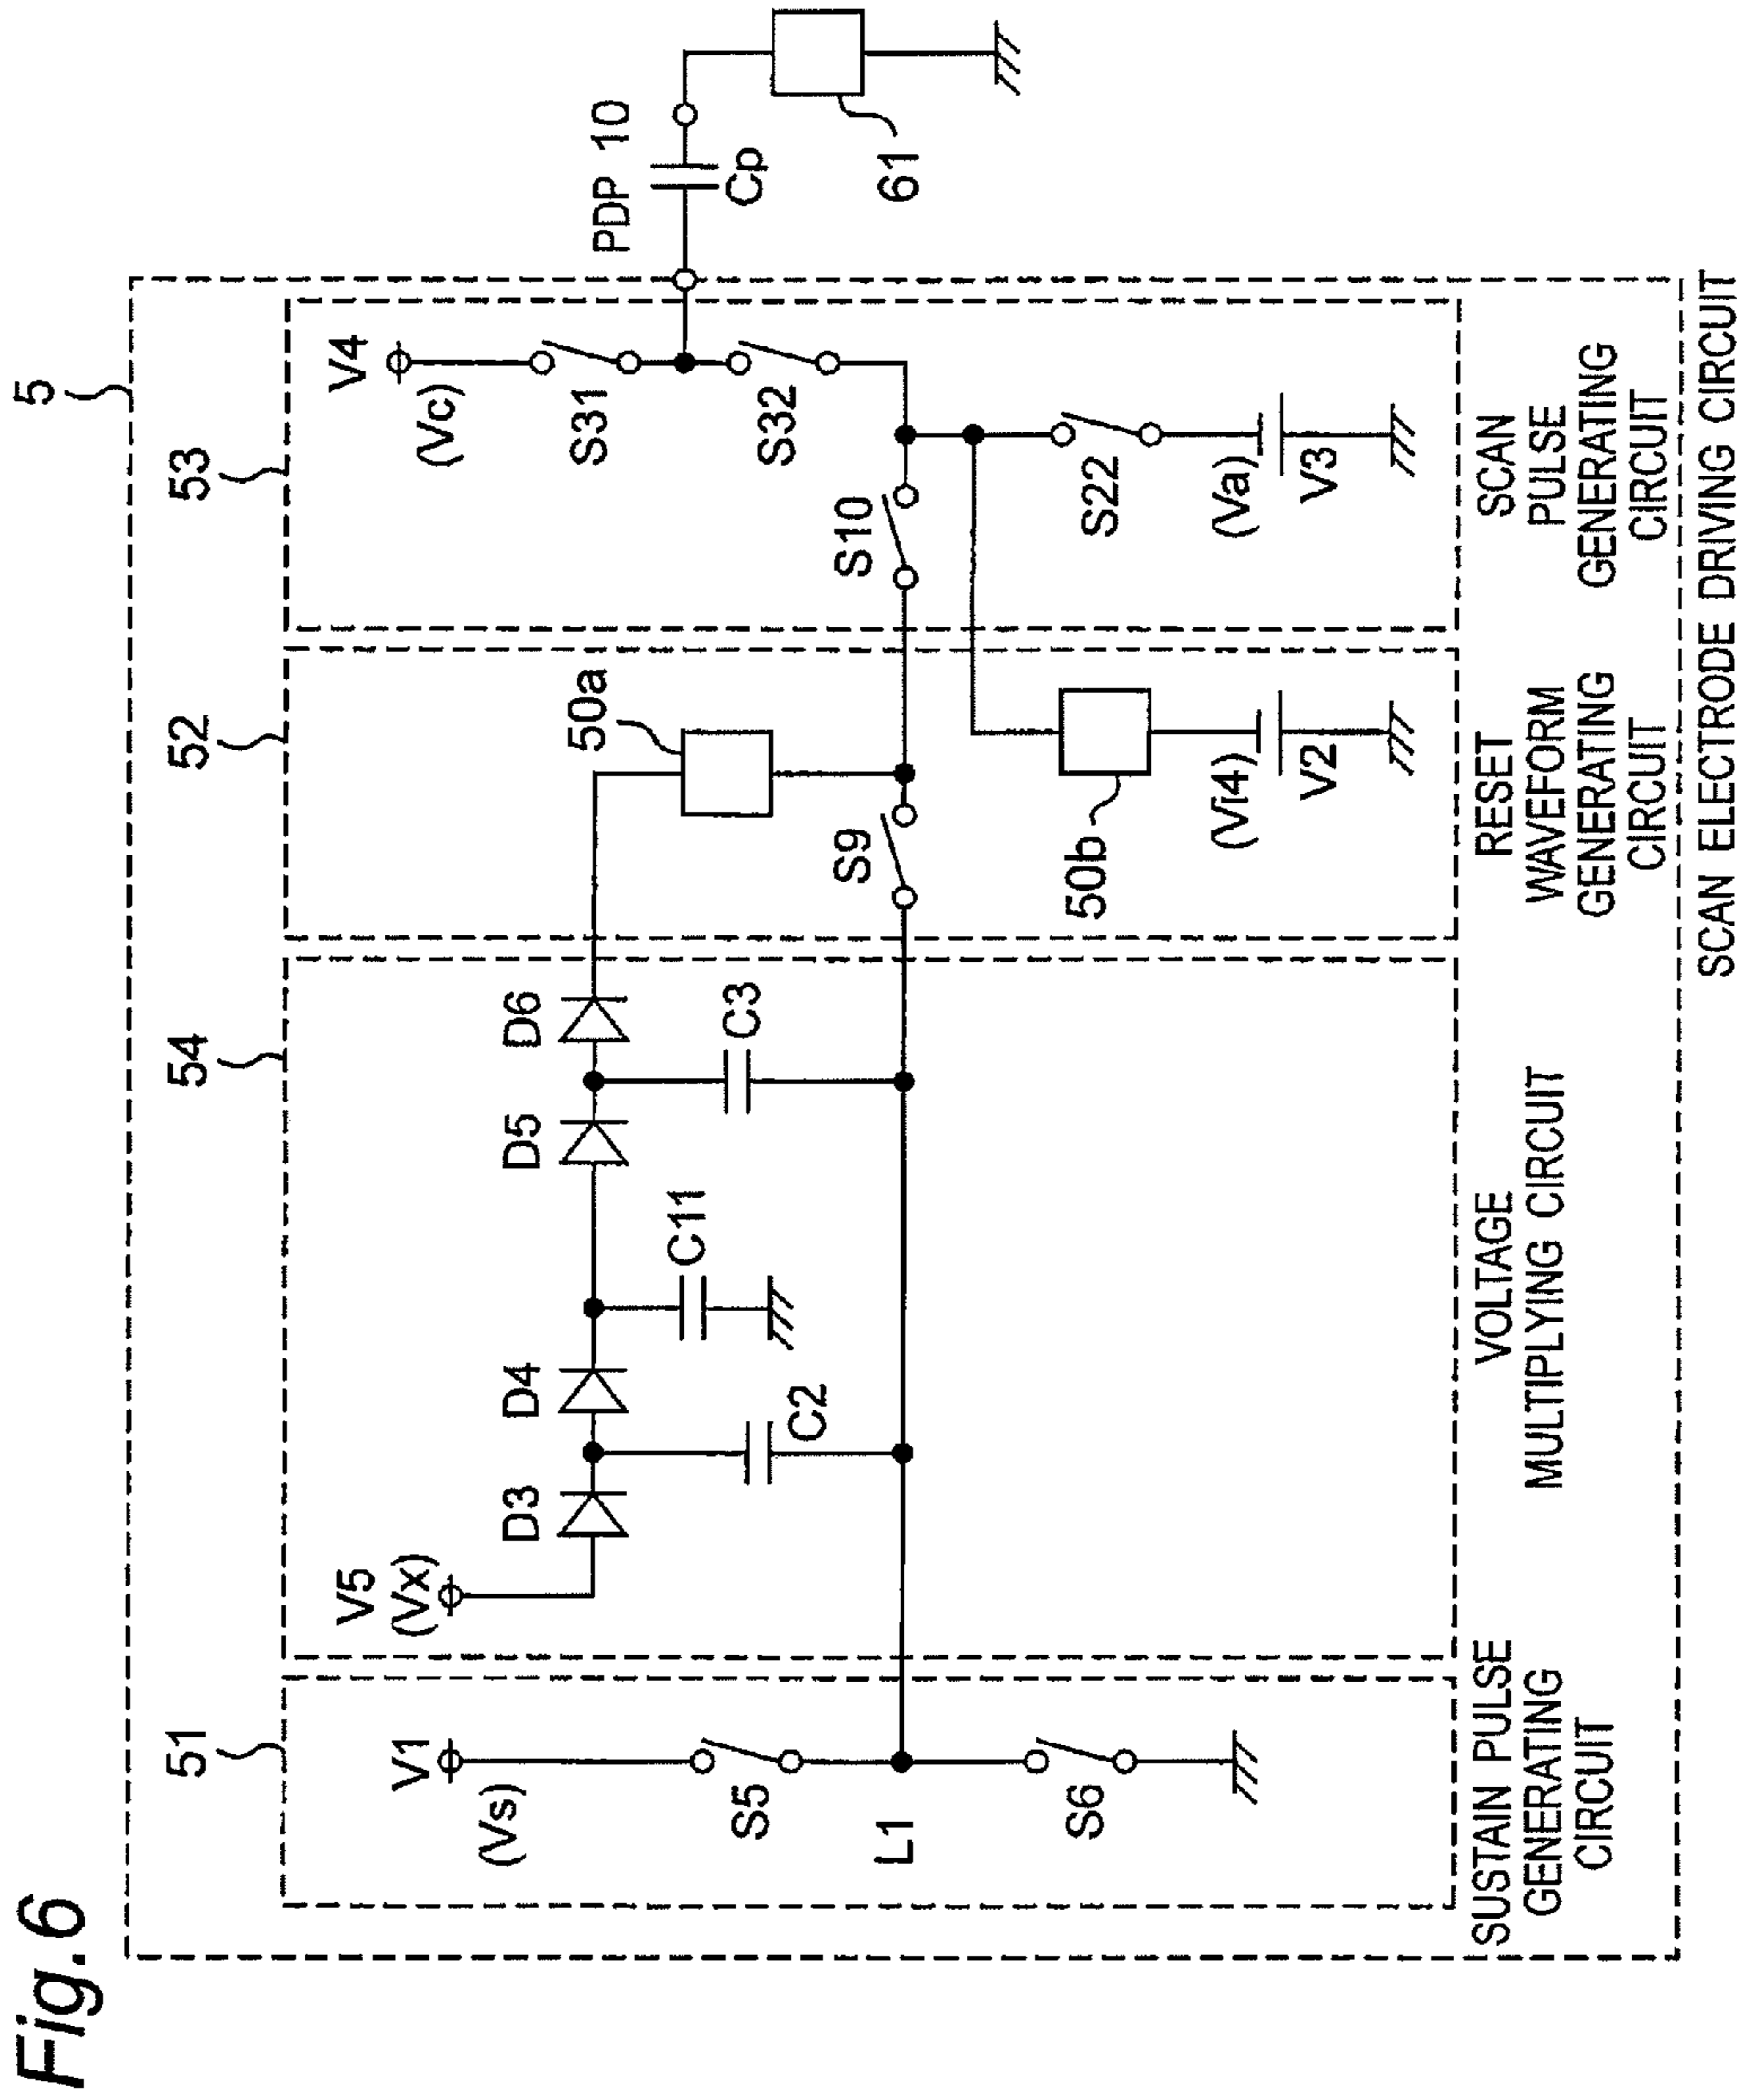 Fig.6
5
51
54
52
53
V1
(Vs)
S5
L1
S6
V5
(Vx)
D3
D4
D5
D6
C2
C11
C3
50a
S9
50b
(Vi4)
V2
V4
(Vc)
S31
S32
S10
S22
(Va)
V3
PDP 10
Cp
61
SUSTAIN PULSE
GENERATING
CIRCUIT
VOLTAGE
MULTIPLYING CIRCUIT
RESET
WAVEFORM
GENERATING
CIRCUIT
SCAN
PULSE
GENERATING
CIRCUIT
SCAN ELECTRODE DRIVING CIRCUIT